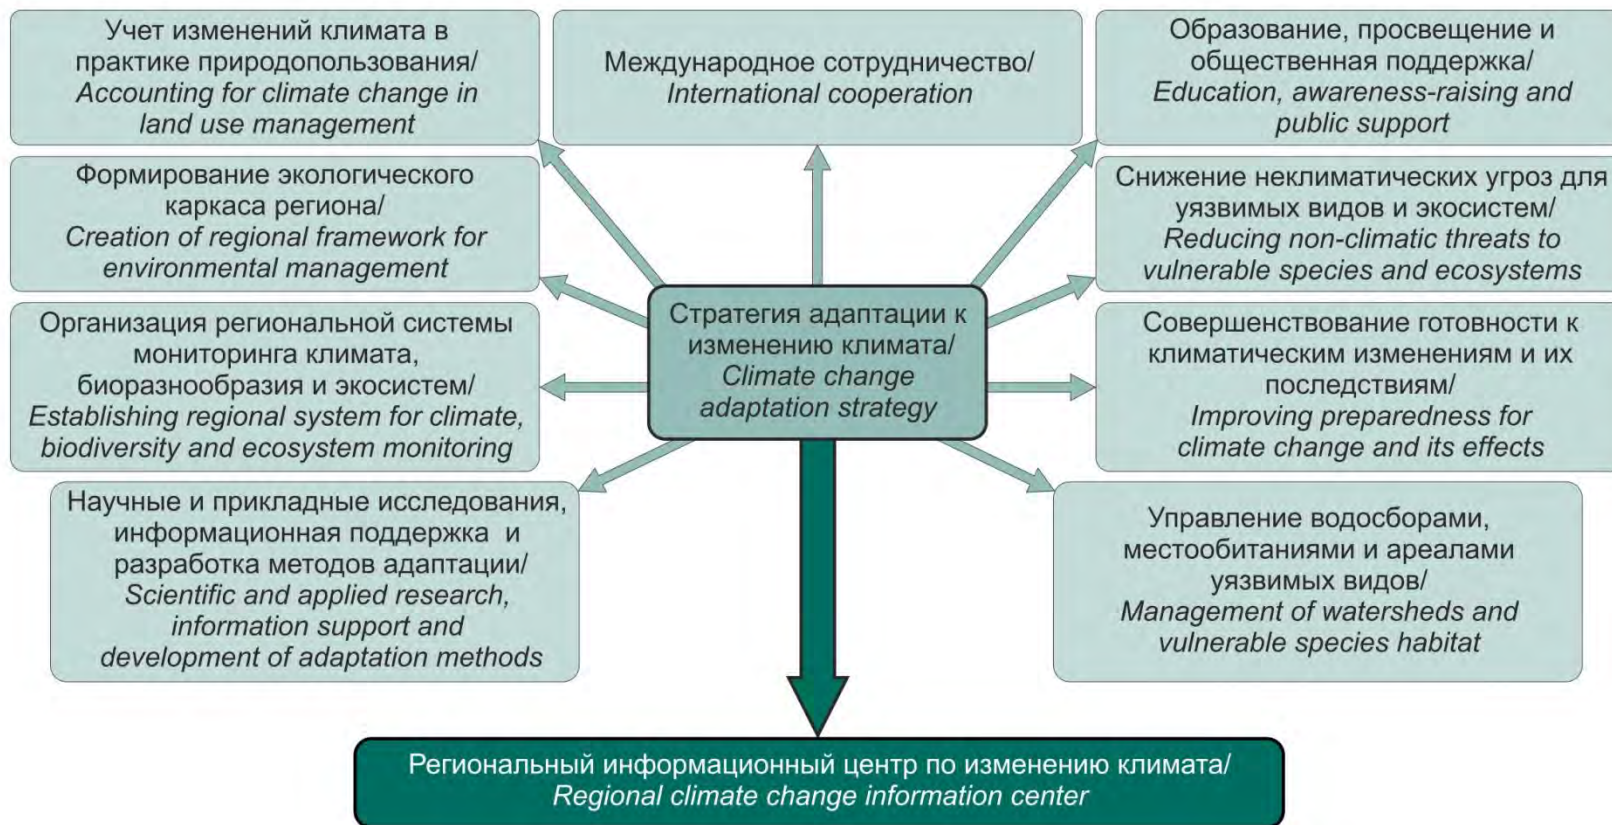 Учет изменений климата в
практике природопользования/
Accounting for climate change in
land use management
Международное сотрудничество/
International cooperation
Образование, просвещение и
общественная поддержка/
Education, awareness-raising and
public support
Формирование экологического
каркаса региона/
Creation of regional framework for
environmental management
Снижение неклиматических угроз для
уязвимых видов и экосистем/
Reducing non-climatic threats to
vulnerable species and ecosystems
Стратегия адаптации к
изменению климата/
Climate change
adaptation strategy
Организация региональной системы
мониторинга климата,
биоразнообразия и экосистем/
Establishing regional system for climate,
biodiversity and ecosystem monitoring
Совершенствование готовности к
климатическим изменениям и их
последствиям/
Improving preparedness for
climate change and its effects
Научные и прикладные исследования,
информационная поддержка и
разработка методов адаптации/
Scientific and applied research,
information support and
development of adaptation methods
Управление водосборами,
местообитаниями и ареалами
уязвимых видов/
Management of watersheds and
vulnerable species habitat
Региональный информационный центр по изменению климата/
Regional climate change information center